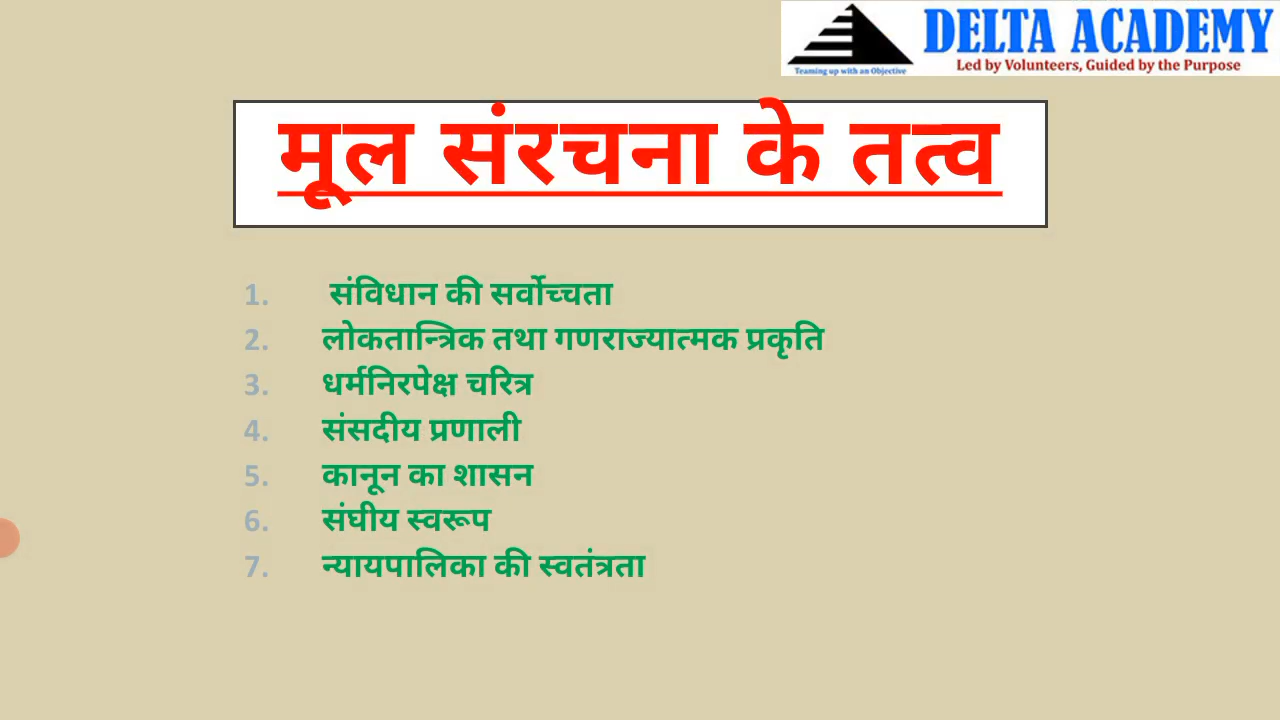 DELTA ACADEMY
Led by Volunteers, Guided by the Purpose
Teaming up with an Objective
मूल संरचना के तत्व
1. संविधान की सर्वोच्चता
2. लोकतान्त्रिक तथा गणराज्यात्मक प्रकृति
3. धर्मनिरपेक्ष चरित्र
4. संसदीय प्रणाली
5. कानून का शासन
6. संघीय स्वरूप
7. न्यायपालिका की स्वतंत्रता